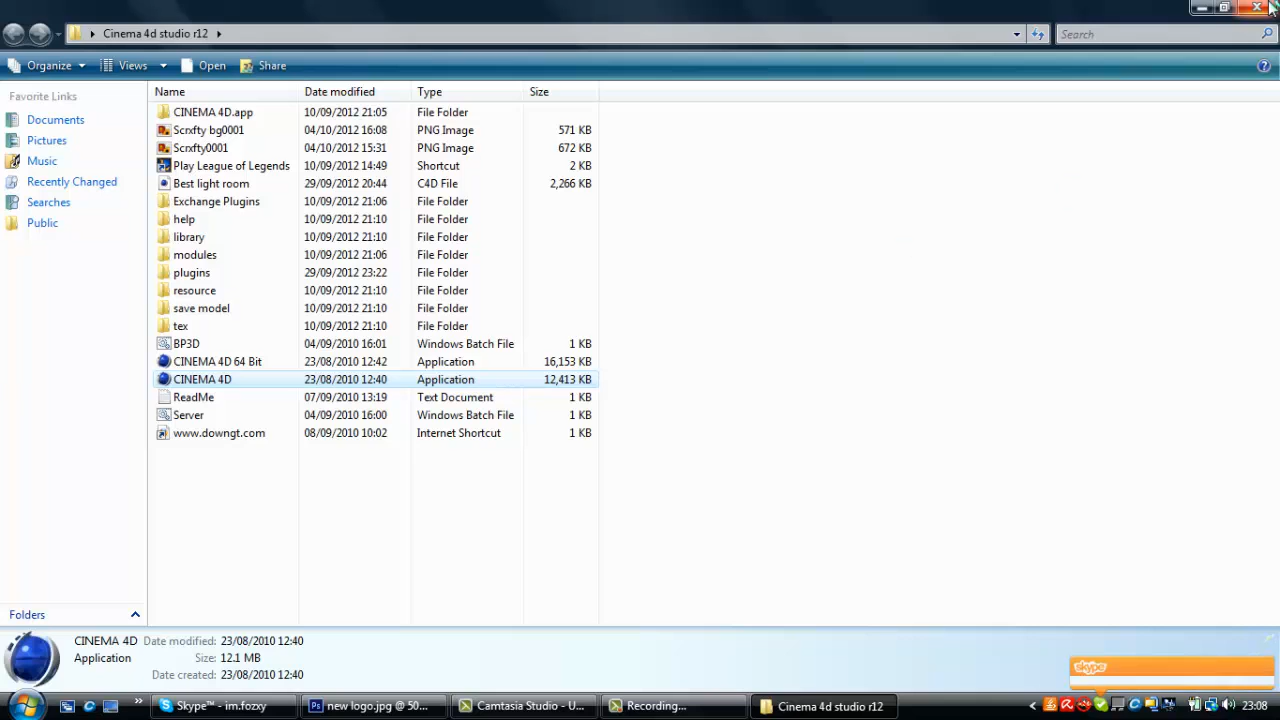 Cinema 4d studio r12
Search
Organize Views Open Share
Favorite Links
Documents
Pictures
Music
Recently Changed
Searches
Public
Folders
Name Date modified Type Size
CINEMA 4D.app 10/09/2012 21:05 File Folder
Scrxfty bg0001 04/10/2012 16:08 PNG Image 571 KB
Scrxfty0001 04/10/2012 15:31 PNG Image 672 KB
Play League of Legends 10/09/2012 14:49 Shortcut 2 KB
Best light room 29/09/2012 20:44 C4D File 2,266 KB
Exchange Plugins 10/09/2012 21:06 File Folder
help 10/09/2012 21:10 File Folder
library 10/09/2012 21:10 File Folder
modules 10/09/2012 21:06 File Folder
plugins 29/09/2012 23:22 File Folder
resource 10/09/2012 21:10 File Folder
save model 10/09/2012 21:10 File Folder
tex 10/09/2012 21:10 File Folder
BP3D 04/09/2010 16:01 Windows Batch File 1 KB
CINEMA 4D 64 Bit 23/08/2010 12:42 Application 16,153 KB
CINEMA 4D 23/08/2010 12:40 Application 12,413 KB
ReadMe 07/09/2010 13:19 Text Document 1 KB
Server 04/09/2010 16:00 Windows Batch File 1 KB
www.downgt.com 08/09/2010 10:02 Internet Shortcut 1 KB
CINEMA 4D Date modified: 23/08/2010 12:40
Application Size: 12.1 MB
Date created: 23/08/2010 12:40
skype
Skype™ - im.fozxy
new logo.jpg @ 50...
Camtasia Studio - U...
Recording...
Cinema 4d studio r12
23:08